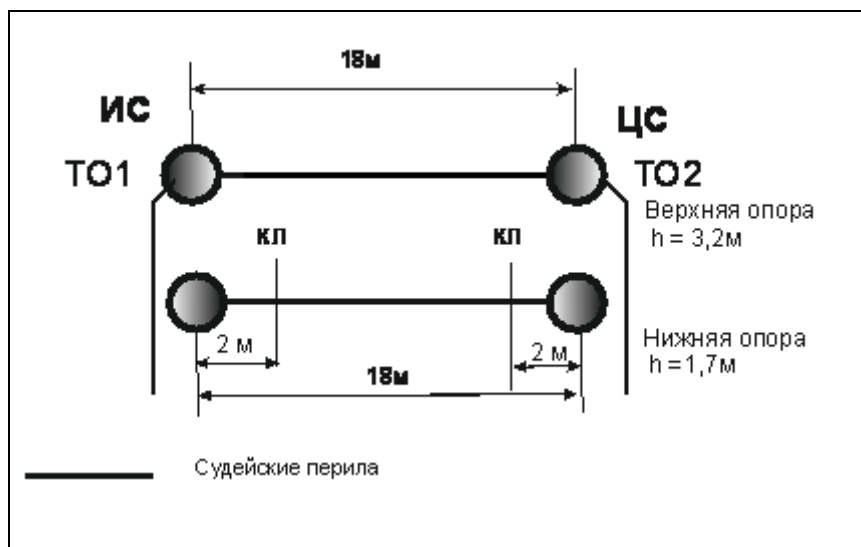 18м
ИС
ЦС
ТО1
ТО2
Верхняя опора
h = 3,2м
КЛ
КЛ
2 м
2 м
Нижняя опора
h =1,7м
18м
Судейские перила